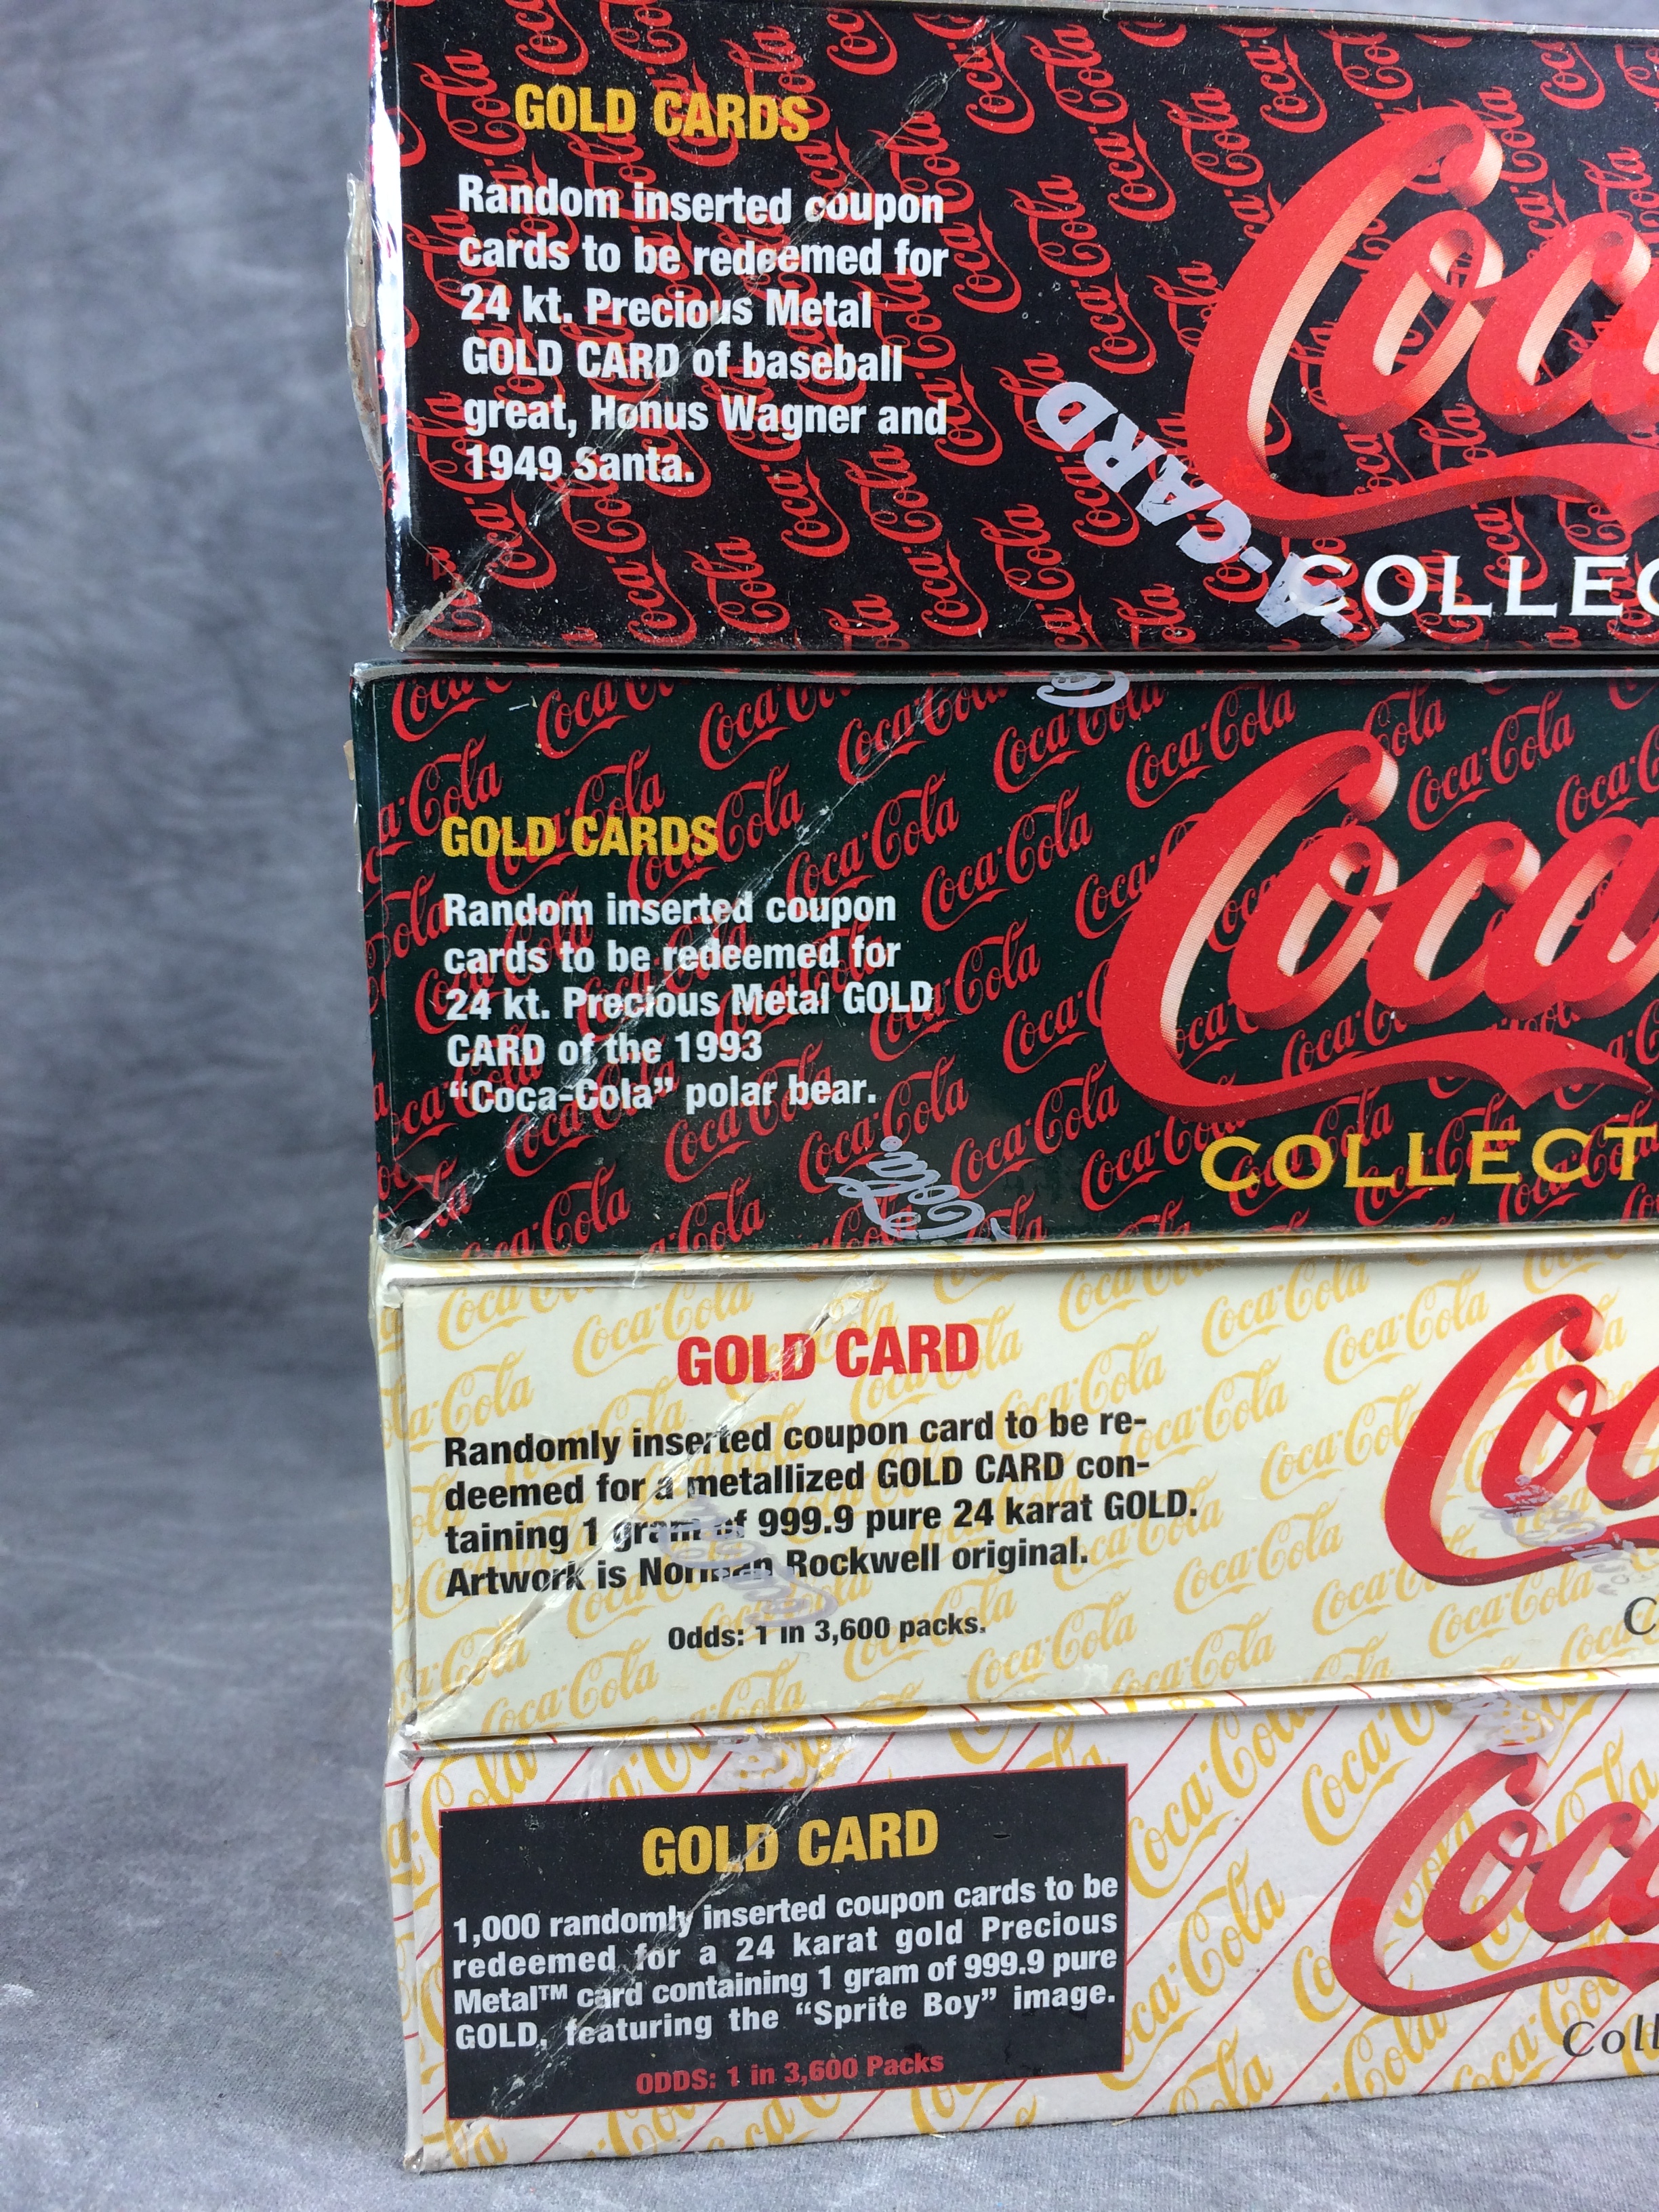 GOLD CARDS
Random inserted coupon
cards to be redeemed for
24 kt. Precious Metal
GOLD CARD of baseball
great, Honus Wagner and
1949 Santa.
-A-CARD
Coca
COLLEC
GOLD CARDS
Random inserted coupon
cards to be redeemed for
24 kt. Precious Metal GOLD
CARD of the 1993
“Coca-Cola” polar bear.
Coca
COLLECT
GOLD CARD
Randomly inserted coupon card to be re-
deemed for a metallized GOLD CARD con-
taining 1 gram of 999.9 pure 24 karat GOLD.
Artwork is Norman Rockwell original.
Odds: 1 in 3,600 packs.
Co
C
GOLD CARD
1,000 randomly inserted coupon cards to be
redeemed for a 24 karat gold Precious
Metal™ card containing 1 gram of 999.9 pure
GOLD, featuring the “Sprite Boy” image.
ODDS: 1 in 3,600 Packs
Coca
Coll